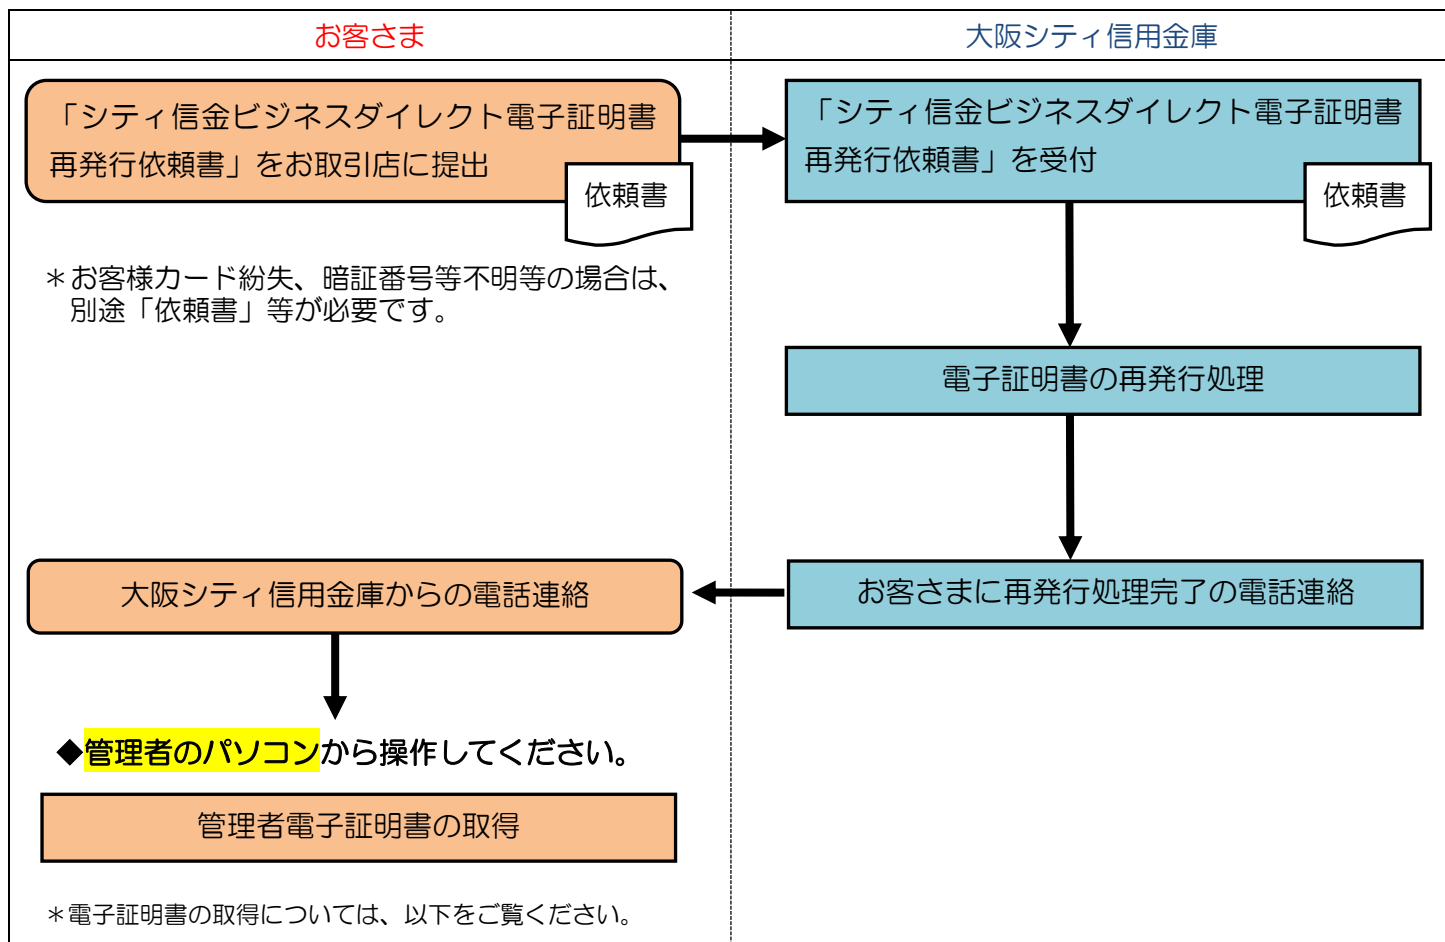 お客さま
大阪シティ信用金庫
「シティ信金ビジネスダイレクト電子証明書
再発行依頼書」をお取引店に提出
依頼書
「シティ信金ビジネスダイレクト電子証明書
再発行依頼書」を受付
依頼書
＊お客様カード紛失、暗証番号等不明等の場合は、
別途「依頼書」等が必要です。
電子証明書の再発行処理
大阪シティ信用金庫からの電話連絡
お客さまに再発行処理完了の電話連絡
◆管理者のパソコンから操作してください。
管理者電子証明書の取得
＊電子証明書の取得については、以下をご覧ください。